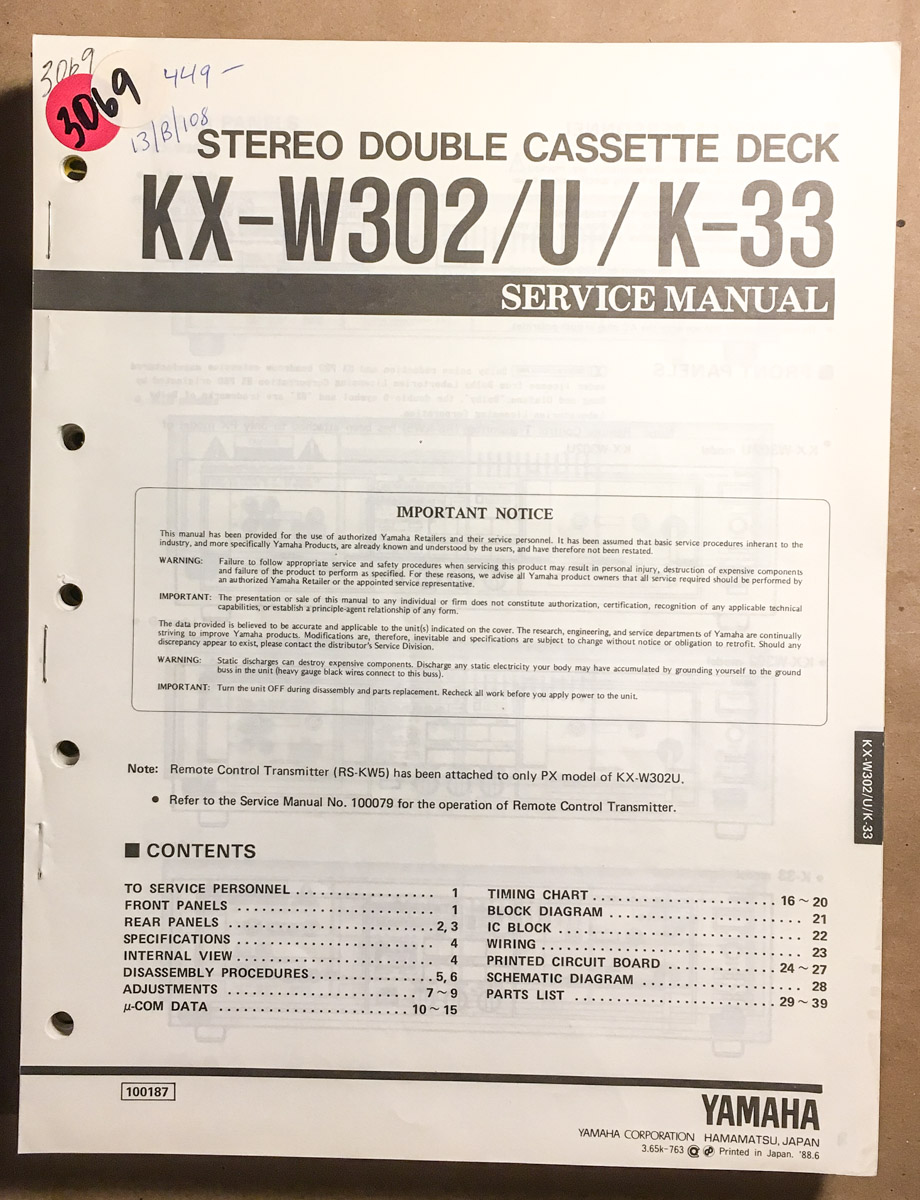 3069
3069
449 –
13/B/108
STEREO DOUBLE CASSETTE DECK
KX–W302/U/K–33
SERVICE MANUAL
IMPORTANT NOTICE
This manual has been provided for the use of authorized Yamaha Retailers and their service personnel. It has been assumed that basic service procedures inherant to the
industry, and more specifically Yamaha Products, are already known and understood by the users, and have therefore not been restated.
WARNING: Failure to follow appropriate service and safety procedures when servicing this product may result in personal injury, destruction of expensive components
and failure of the product to perform as specified. For these reasons, we advise all Yamaha product owners that all service required should be performed by
an authorized Yamaha Retailer or the appointed service representative.
IMPORTANT: The presentation or sale of this manual to any individual or firm does not constitute authorization, certification, recognition of any applicable technical
capabilities, or establish a principle-agent relationship of any form.
The data provided is believed to be accurate and applicable to the unit(s) indicated on the cover. The research, engineering, and service departments of Yamaha are continually
striving to improve Yamaha products. Modifications are, therefore, inevitable and specifications are subject to change without notice or obligation to retrofit. Should any
discrepancy appear to exist, please contact the distributor's Service Division.
WARNING: Static discharges can destroy expensive components. Discharge any static electricity your body may have accumulated by grounding yourself to the ground
buss in the unit (heavy gauge black wires connect to this buss).
IMPORTANT: Turn the unit OFF during disassembly and parts replacement. Recheck all work before you apply power to the unit.
KX-W302/U/K-33
Note: Remote Control Transmitter (RS-KW5) has been attached to only PX model of KX-W302U.
● Refer to the Service Manual No. 100079 for the operation of Remote Control Transmitter.
■ CONTENTS
TO SERVICE PERSONNEL . . . . . . . . . . . . . . . . . 1
FRONT PANELS . . . . . . . . . . . . . . . . . . . . . . . . 1
REAR PANELS . . . . . . . . . . . . . . . . . . . . . . . . 2, 3
SPECIFICATIONS . . . . . . . . . . . . . . . . . . . . . . . 4
INTERNAL VIEW . . . . . . . . . . . . . . . . . . . . . . . 4
DISASSEMBLY PROCEDURES . . . . . . . . . . . . . . 5, 6
ADJUSTMENTS . . . . . . . . . . . . . . . . . . . . . . 7 ~ 9
μ-COM DATA . . . . . . . . . . . . . . . . . . . . . . 10 ~ 15
TIMING CHART . . . . . . . . . . . . . . . . . . . . . 16 ~ 20
BLOCK DIAGRAM . . . . . . . . . . . . . . . . . . . . . . 21
IC BLOCK . . . . . . . . . . . . . . . . . . . . . . . . . . . 22
WIRING . . . . . . . . . . . . . . . . . . . . . . . . . . . . 23
PRINTED CIRCUIT BOARD . . . . . . . . . . . . 24 ~ 27
SCHEMATIC DIAGRAM . . . . . . . . . . . . . . . . . . 28
PARTS LIST . . . . . . . . . . . . . . . . . . . . . . . 29 ~ 39
100187
YAMAHA
YAMAHA CORPORATION HAMAMATSU, JAPAN
3.65k-763 Printed in Japan. '88.6